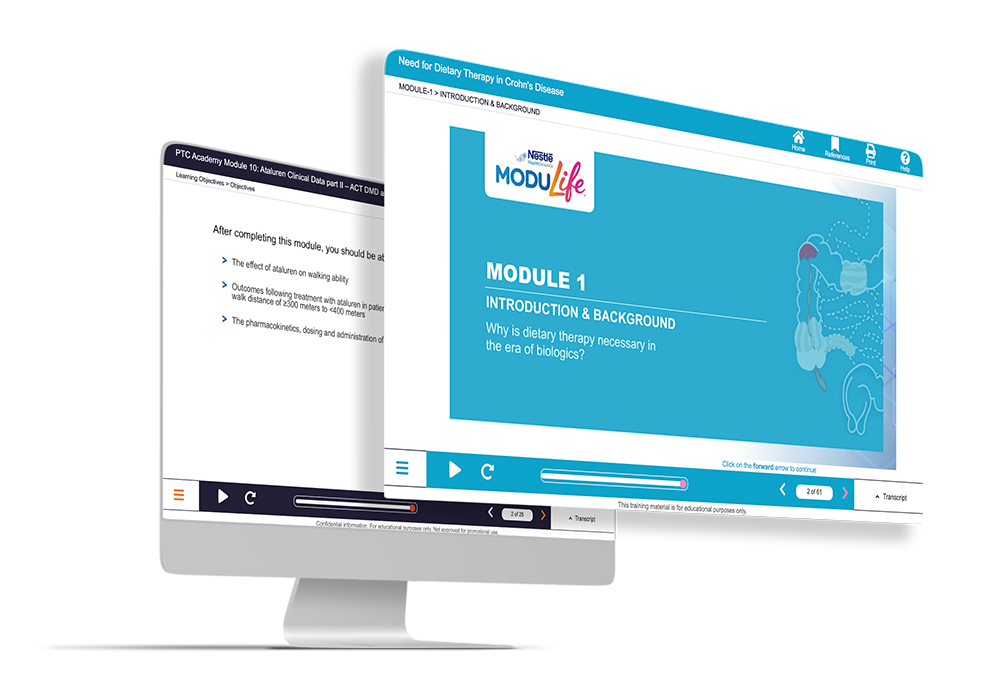 Need for Dietary Therapy in Crohn's Disease
MODULE-1 > INTRODUCTION & BACKGROUND
Home
References
Print
Help
Nestlé
HealthScience
MODULife
MODULE 1
INTRODUCTION & BACKGROUND
Why is dietary therapy necessary in
the era of biologics?
Click on the forward arrow to continue
2 of 61
Transcript
This training material is for educational purposes only.
PTC Academy Module 10: Ataluren Clinical Data part II – ACT DMD
Learning Objectives > Objectives
After completing this module, you should be
The effect of ataluren on walking ability
Outcomes following treatment with ataluren in
walk distance of ≥300 meters to <400 meters
The pharmacokinetics, dosing and administration of
2 of 25
Transcript
Confidential information. For educational purposes only. Not approved for promotional use.